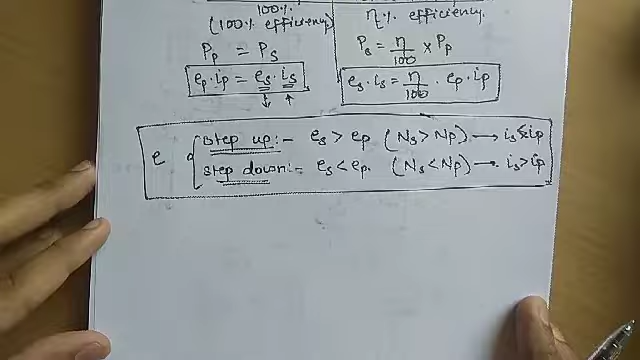 100%
(100% efficiency)
Pp = Ps
ep·ip = es·is
η% efficiency.
Ps = η/100 × Pp
es·is = η/100 · ep·ip
e
step up:- es > ep (Ns > Np) → is < ip
step down:- es < ep. (Ns < Np) → is > ip